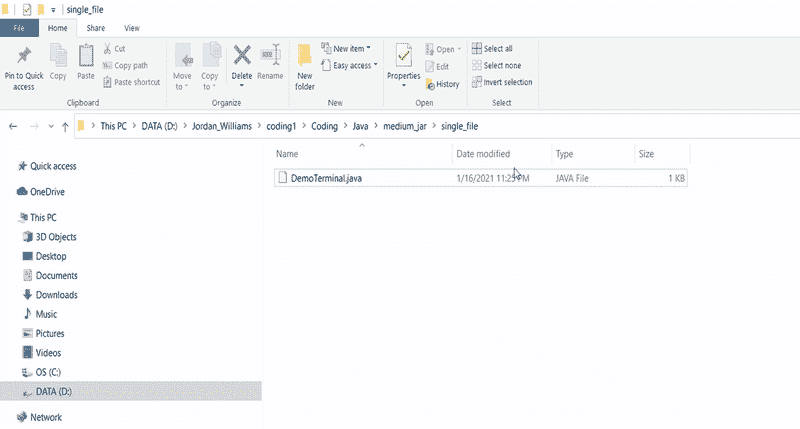 single_file
File Home Share View
Pin to Quick access
Copy
Paste
Cut
Copy path
Paste shortcut
Clipboard
Move to
Copy to
Delete
Rename
Organize
New folder
New item
Easy access
New
Properties
Open
Edit
History
Open
Select all
Select none
Invert selection
Select
This PC > DATA (D:) > Jordan_Williams > coding1 > Coding > Java > medium_jar > single_file
Name Date modified Type Size
DemoTerminal.java 1/16/2021 11:25 PM JAVA File 1 KB
Quick access
OneDrive
This PC
3D Objects
Desktop
Documents
Downloads
Music
Pictures
Videos
OS (C:)
DATA (D:)
Network